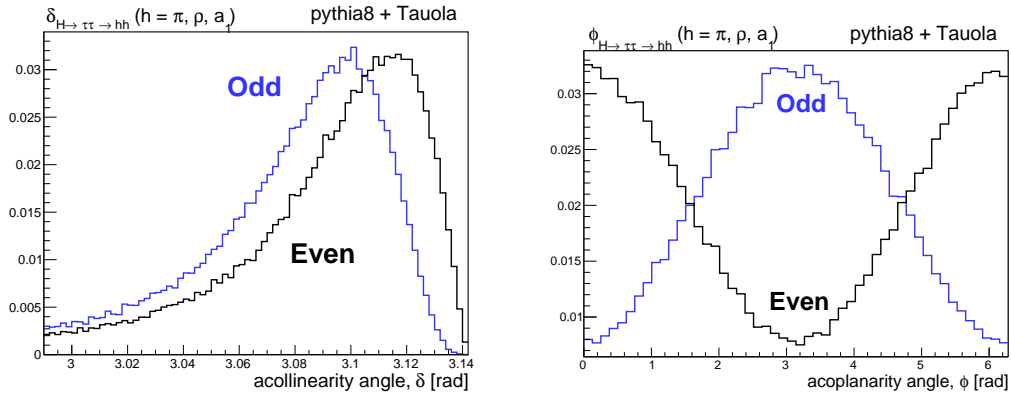 δH→ ττ → hh (h = π, ρ, a1) pythia8 + Tauola
0.03
0.025
0.02
0.015
0.01
0.005
0
Odd
Even
3 3.02 3.04 3.06 3.08 3.1 3.12 3.14
acollinearity angle, δ [rad]
ϕH→ ττ → hh (h = π, ρ, a1) pythia8 + Tauola
0.03
0.025
0.02
0.015
0.01
Odd
Even
0 1 2 3 4 5 6
acoplanarity angle, ϕ [rad]